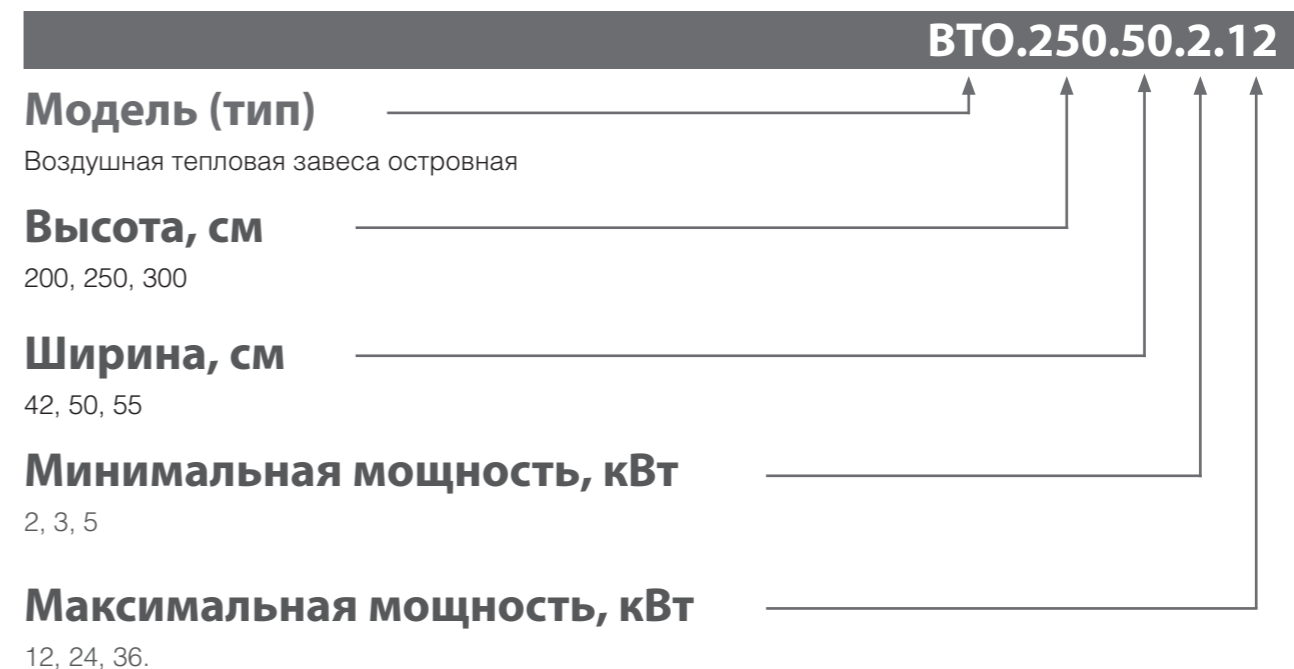 ВТО.250.50.2.12
Модель (тип)
Воздушная тепловая завеса островная
Высота, см
200, 250, 300
Ширина, см
42, 50, 55
Минимальная мощность, кВт
2, 3, 5
Максимальная мощность, кВт
12, 24, 36.